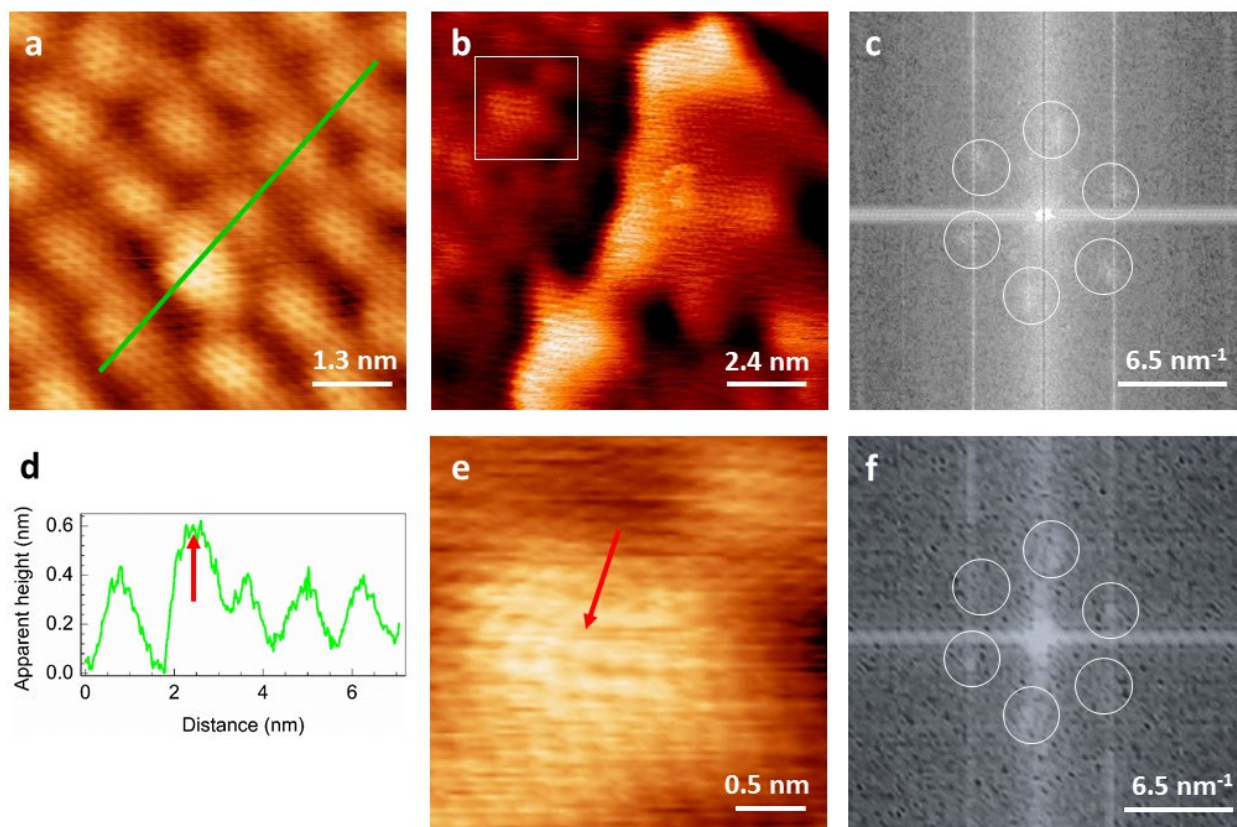 a
b
c
1.3 nm
2.4 nm
6.5 nm⁻¹
d
e
f
Apparent height (nm)
0.6
0.4
0.2
0.0
0 2 4 6
Distance (nm)
0.5 nm
6.5 nm⁻¹